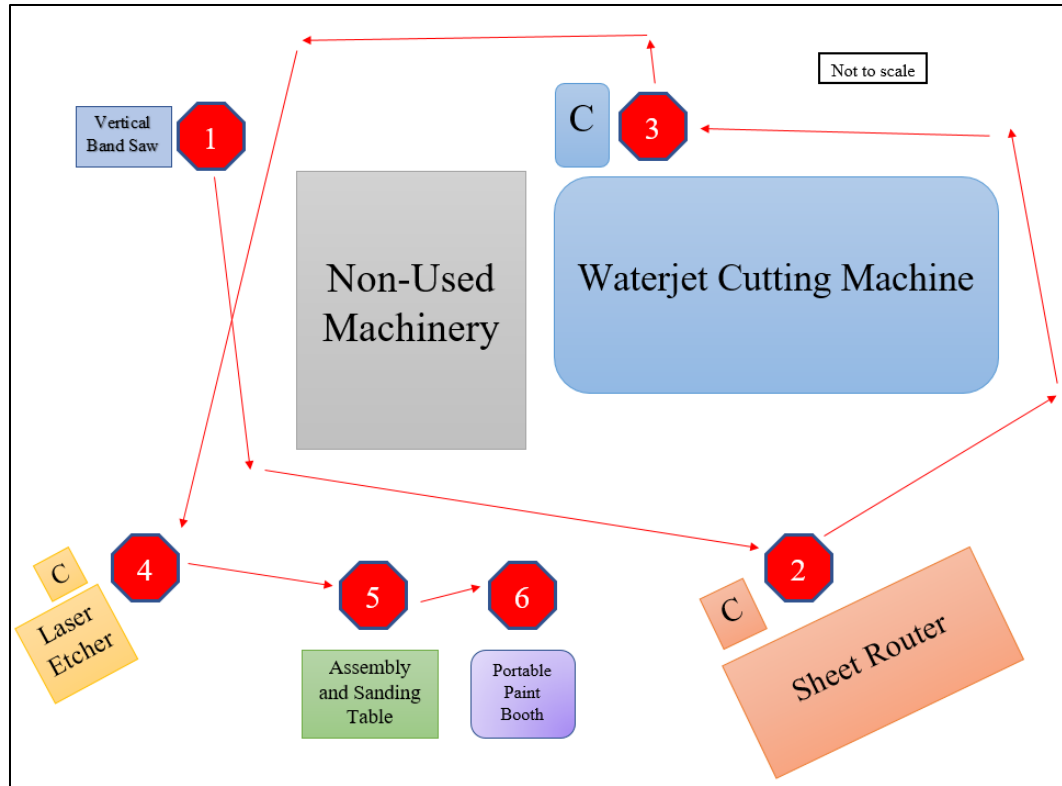 Not to scale
Vertical
Band Saw
1
C
3
Non-Used
Machinery
Waterjet Cutting Machine
C
4
Laser
Etcher
5
6
2
C
Sheet Router
Assembly
and Sanding
Table
Portable
Paint
Booth